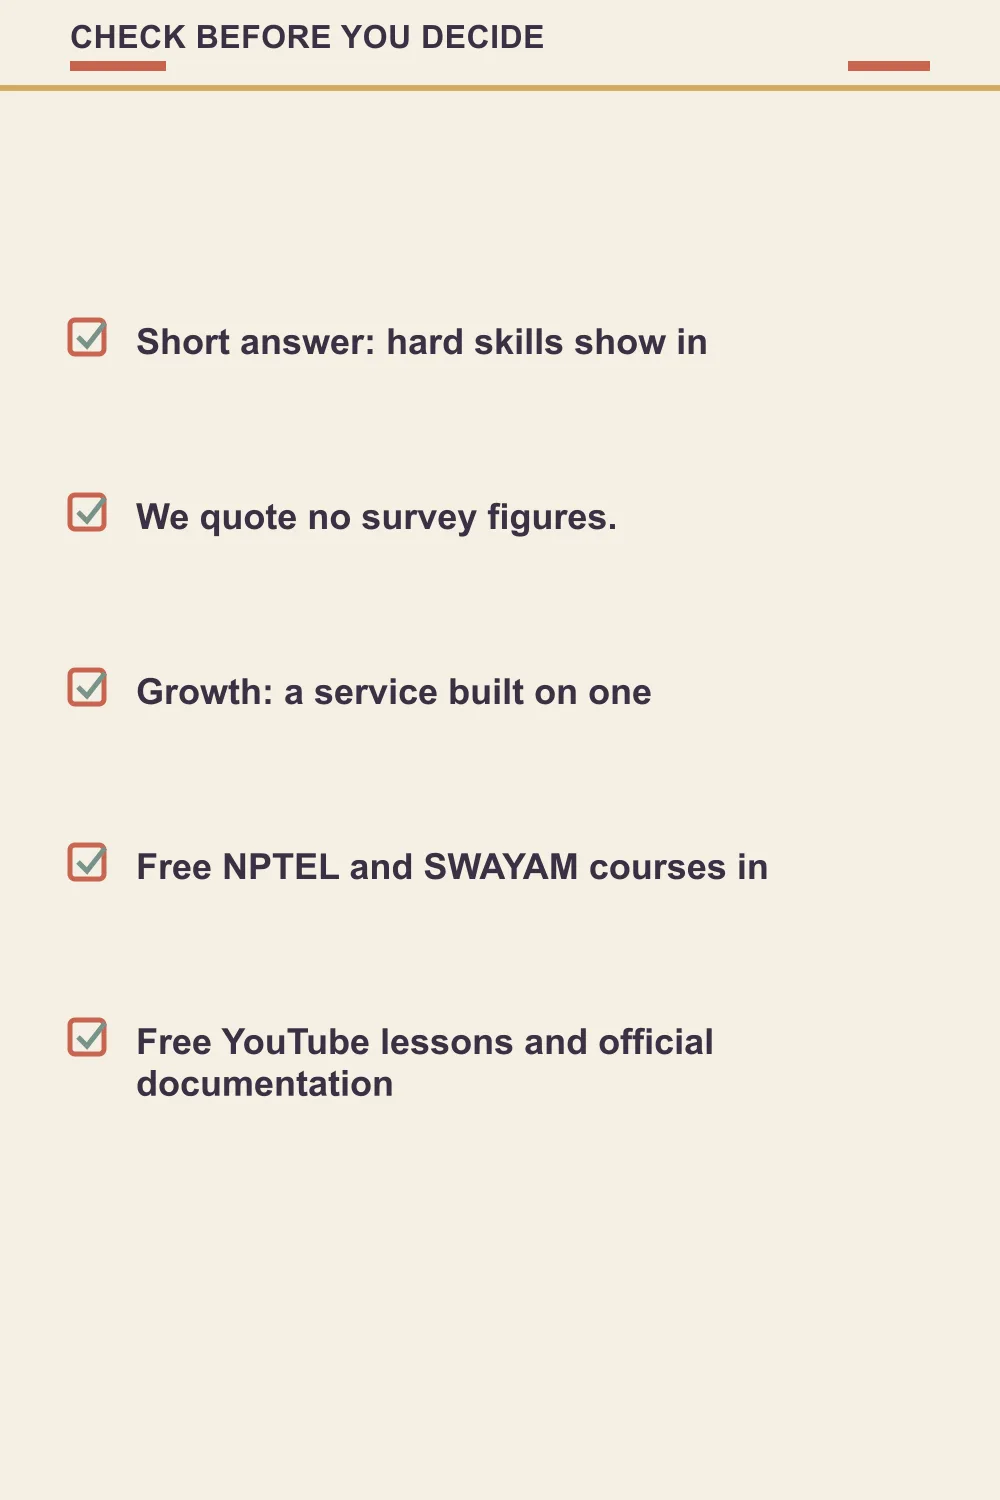 CHECK BEFORE YOU DECIDE
Short answer: hard skills show in
We quote no survey figures.
Growth: a service built on one
Free NPTEL and SWAYAM courses in
Free YouTube lessons and official
documentation